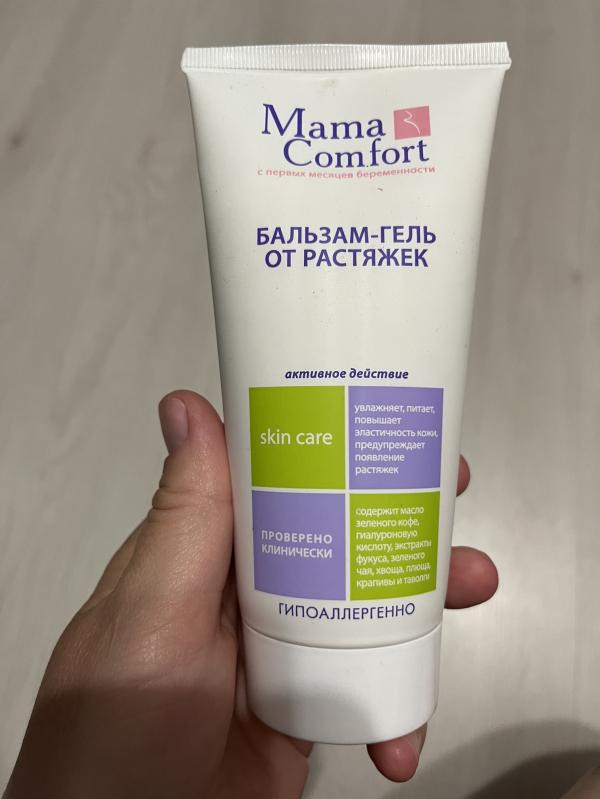 Mama
Comfort
с первых месяцев беременности
БАЛЬЗАМ-ГЕЛЬ
ОТ РАСТЯЖЕК
активное действие
skin care
увлажняет, питает,
повышает
эластичность кожи,
предупреждает
появление
растяжек
ПРОВЕРЕНО
КЛИНИЧЕСКИ
содержит масло
зеленого кофе,
гиалуроновую
кислоту, экстракты
фукуса, зеленого
чая, хвоща, плюща,
крапивы и таволги
ГИПОАЛЛЕРГЕННО